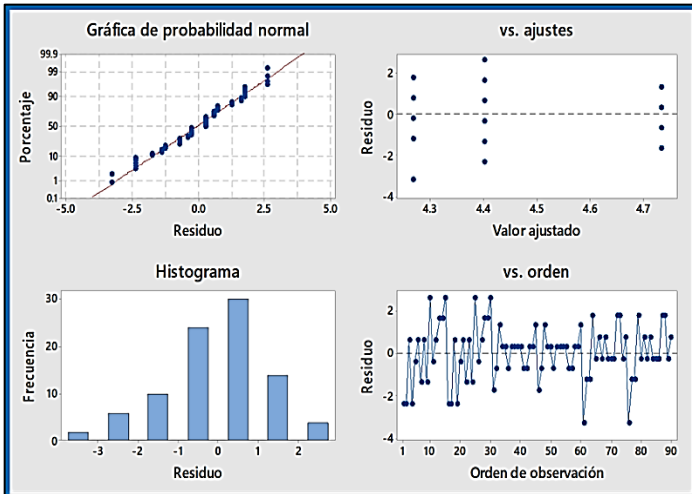 Gráfica de probabilidad normal
99.9
99
90
50
10
1
0.1
Porcentaje
-5.0 -2.5 0.0 2.5 5.0
Residuo
vs. ajustes
2
0
-2
-4
Residuo
4.3 4.4 4.5 4.6 4.7
Valor ajustado
Histograma
30
20
10
0
Frecuencia
-3 -2 -1 0 1 2
Residuo
vs. orden
2
0
-2
-4
Residuo
1 10 20 30 40 50 60 70 80 90
Orden de observación